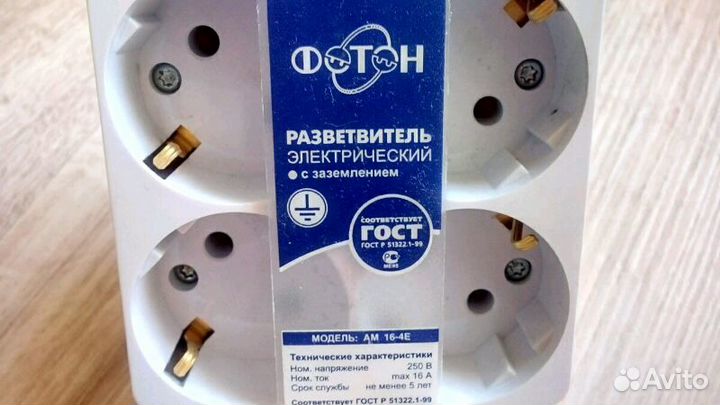 ФОТОН
РАЗВЕТВИТЕЛЬ
ЭЛЕКТРИЧЕСКИЙ
● с заземлением
СООТВЕТСТВУЕТ
ГОСТ
ГОСТ Р 51322.1-99
МЕ95
МОДЕЛЬ: АМ 16-4Е
Технические характеристики
Ном. напряжение 250 В
Ном. ток max 16 А
Срок службы не менее 5 лет
Соответствует ГОСТ Р 51322.1-99
Avito